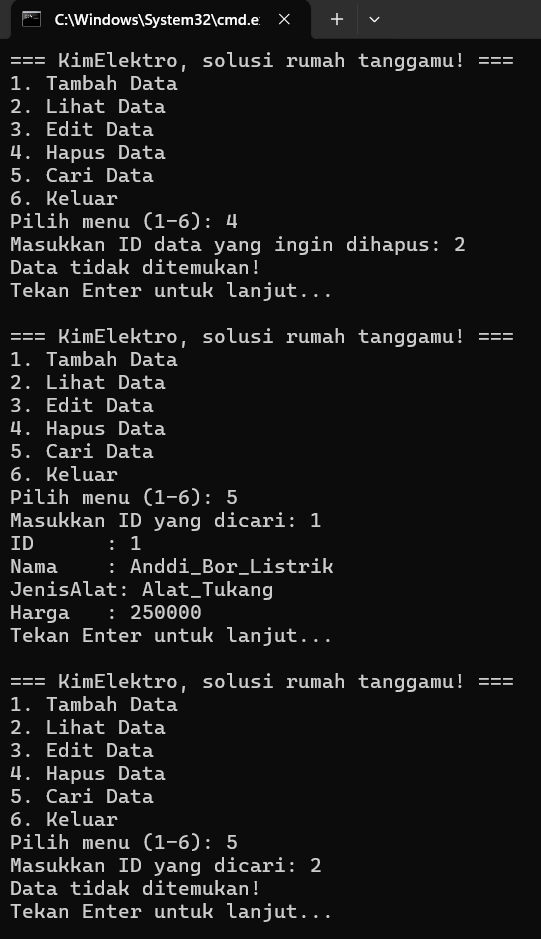 C:\Windows\System32\cmd.e
=== KimElektro, solusi rumah tanggamu! ===
1. Tambah Data
2. Lihat Data
3. Edit Data
4. Hapus Data
5. Cari Data
6. Keluar
Pilih menu (1-6): 4
Masukkan ID data yang ingin dihapus: 2
Data tidak ditemukan!
Tekan Enter untuk lanjut...
=== KimElektro, solusi rumah tanggamu! ===
1. Tambah Data
2. Lihat Data
3. Edit Data
4. Hapus Data
5. Cari Data
6. Keluar
Pilih menu (1-6): 5
Masukkan ID yang dicari: 1
ID      : 1
Nama    : Anddi_Bor_Listrik
JenisAlat: Alat_Tukang
Harga   : 250000
Tekan Enter untuk lanjut...
=== KimElektro, solusi rumah tanggamu! ===
1. Tambah Data
2. Lihat Data
3. Edit Data
4. Hapus Data
5. Cari Data
6. Keluar
Pilih menu (1-6): 5
Masukkan ID yang dicari: 2
Data tidak ditemukan!
Tekan Enter untuk lanjut...